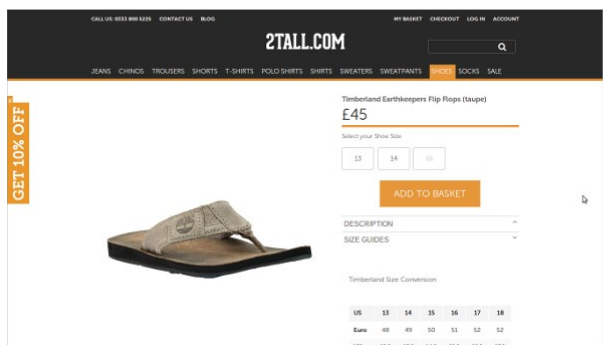 CALL US: 0333 800 5225 CONTACT US BLOG
MY BASKET CHECKOUT LOG IN ACCOUNT
2TALL.COM
JEANS CHINOS TROUSERS SHORTS T-SHIRTS POLO SHIRTS SHIRTS SWEATERS SWEATPANTS SHOES SOCKS SALE
GET 10% OFF
Timberland Earthkeepers Flip Flops (taupe)
£45
Select your Shoe Size
13 14
ADD TO BASKET
DESCRIPTION
SIZE GUIDES
Timberland Size Conversion
US 13 14 15 16 17 18
Euro 48 49 50 51 52 52